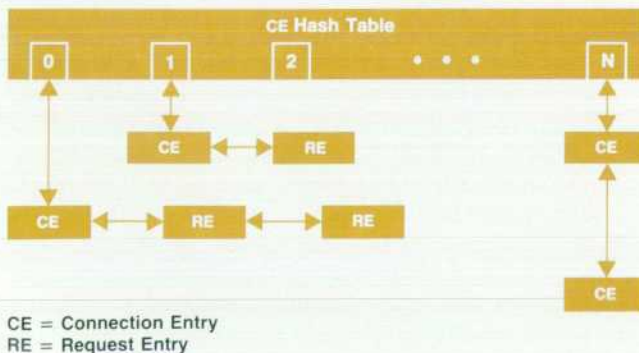 CE Hash Table
0 1 2 • • • N
CE RE CE
CE RE RE
CE
CE = Connection Entry
RE = Request Entry